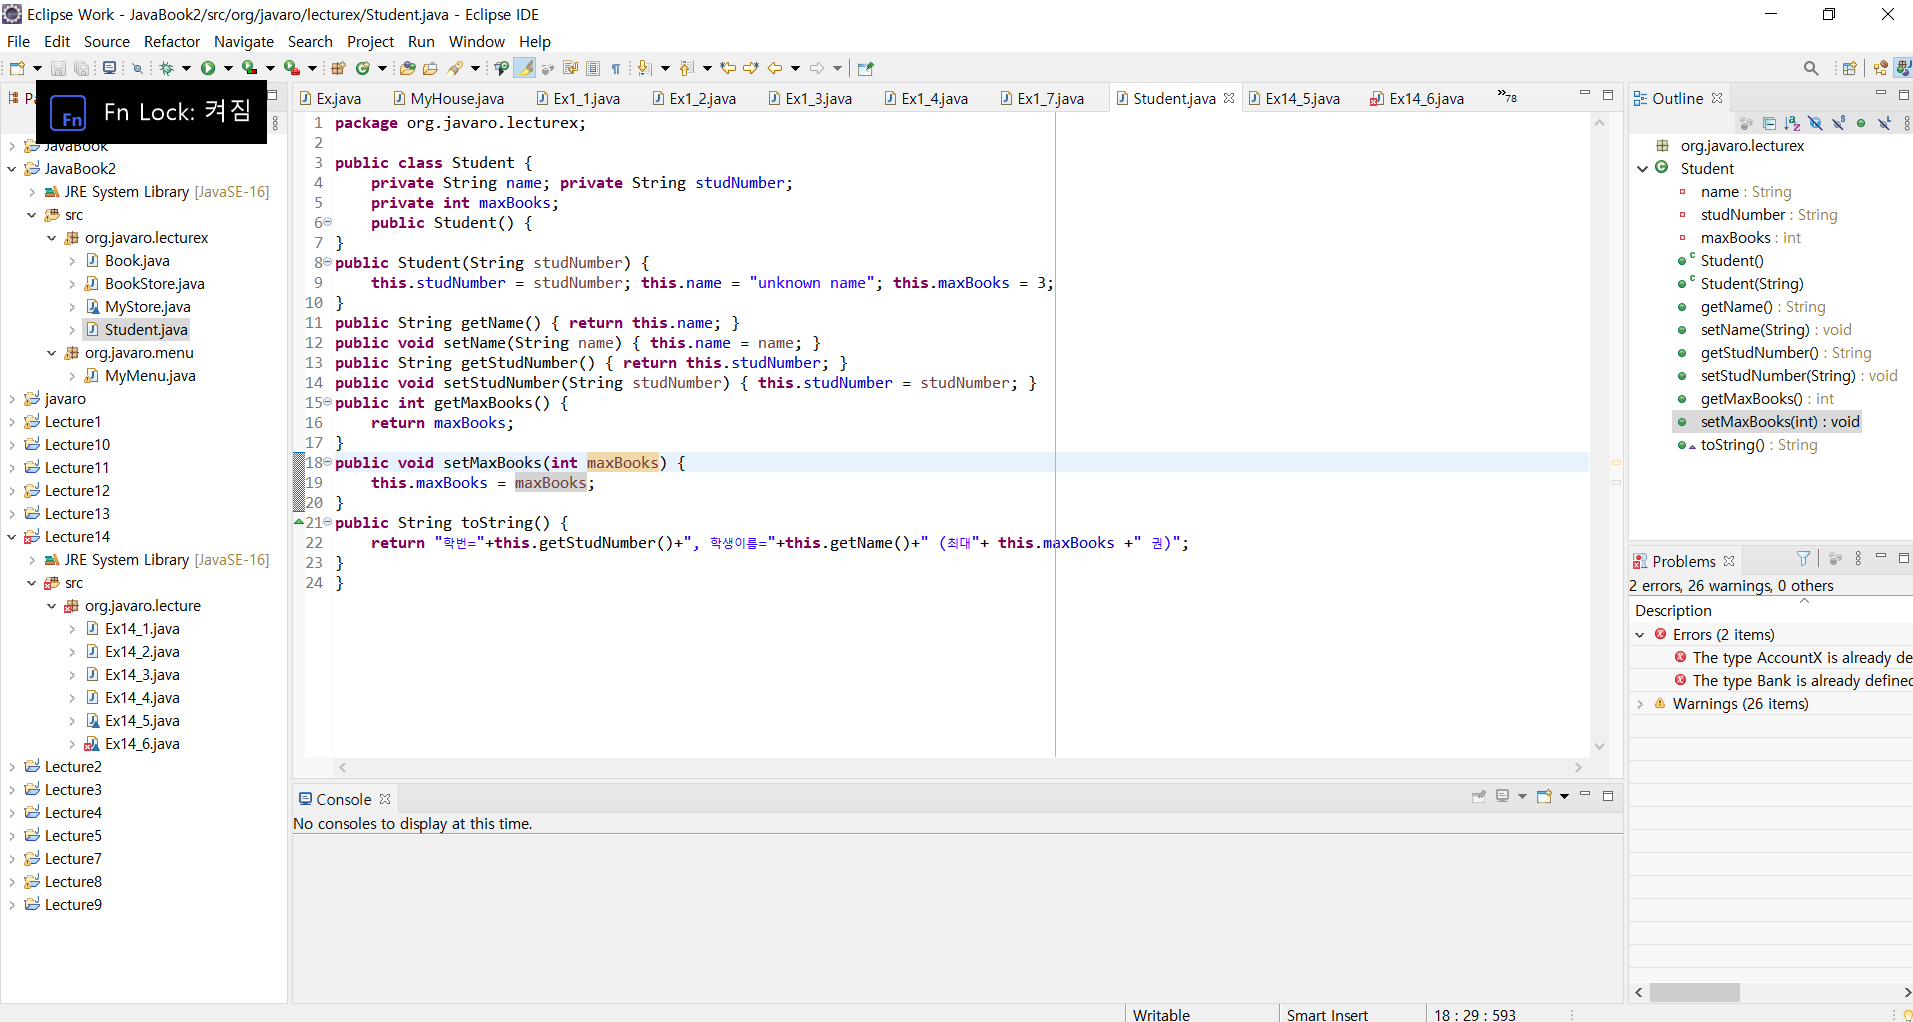 Eclipse Work - JavaBook2/src/org/javaro/lecturex/Student.java - Eclipse IDE
File Edit Source Refactor Navigate Search Project Run Window Help
Fn Fn Lock: 켜짐
JavaBook
JavaBook2
JRE System Library [JavaSE-16]
src
org.javaro.lecturex
Book.java
BookStore.java
MyStore.java
Student.java
org.javaro.menu
MyMenu.java
javaro
Lecture1
Lecture10
Lecture11
Lecture12
Lecture13
Lecture14
JRE System Library [JavaSE-16]
src
org.javaro.lecture
Ex14_1.java
Ex14_2.java
Ex14_3.java
Ex14_4.java
Ex14_5.java
Ex14_6.java
Lecture2
Lecture3
Lecture4
Lecture5
Lecture7
Lecture8
Lecture9
Ex.java MyHouse.java Ex1_1.java Ex1_2.java Ex1_3.java Ex1_4.java Ex1_7.java Student.java Ex14_5.java Ex14_6.java »78
1 package org.javaro.lecturex;
2
3 public class Student {
4 private String name; private String studNumber;
5 private int maxBooks;
6 public Student() {
7 }
8 public Student(String studNumber) {
9 this.studNumber = studNumber; this.name = "unknown name"; this.maxBooks = 3;
10 }
11 public String getName() { return this.name; }
12 public void setName(String name) { this.name = name; }
13 public String getStudNumber() { return this.studNumber; }
14 public void setStudNumber(String studNumber) { this.studNumber = studNumber; }
15 public int getMaxBooks() {
16 return maxBooks;
17 }
18 public void setMaxBooks(int maxBooks) {
19 this.maxBooks = maxBooks;
20 }
21 public String toString() {
22 return "학번="+this.getStudNumber()+", 학생이름="+this.getName()+" (최대"+ this.maxBooks +" 권)";
23 }
24 }
Console
No consoles to display at this time.
Outline
org.javaro.lecturex
Student
name : String
studNumber : String
maxBooks : int
Student()
Student(String)
getName() : String
setName(String) : void
getStudNumber() : String
setStudNumber(String) : void
getMaxBooks() : int
setMaxBooks(int) : void
toString() : String
Problems
2 errors, 26 warnings, 0 others
Description
Errors (2 items)
The type AccountX is already de
The type Bank is already defined
Warnings (26 items)
Writable Smart Insert 18 : 29 : 593